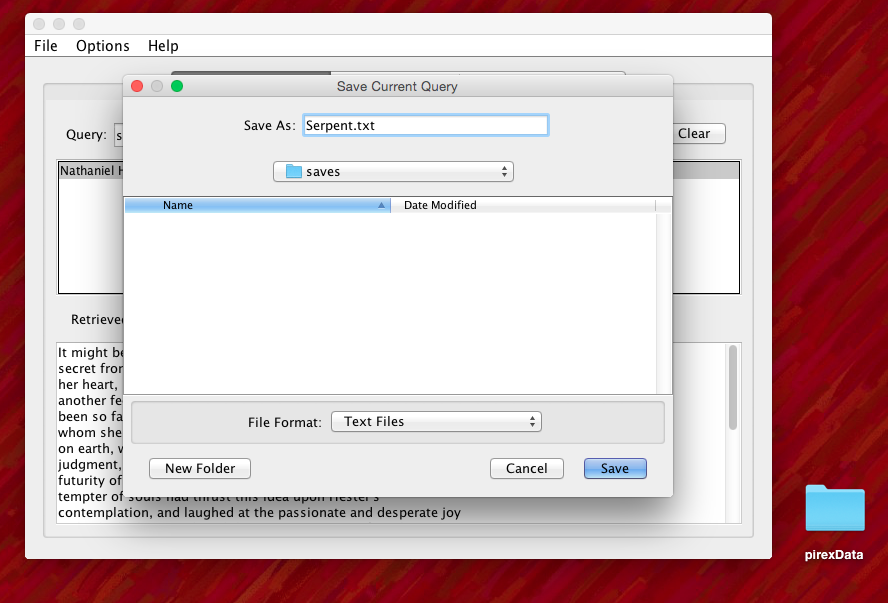 File Options Help
Save Current Query
Save As: Serpent.txt
Query: s
Clear
saves
Nathaniel H
Name
Date Modified
Retrieved
It might be
secret from
her heart,
another fe
been so fa
whom she
on earth, w
judgment,
futurity of
tempter of souls had thrust this idea upon Hester's
contemplation, and laughed at the passionate and desperate joy
File Format: Text Files
New Folder
Cancel
Save
pirexData